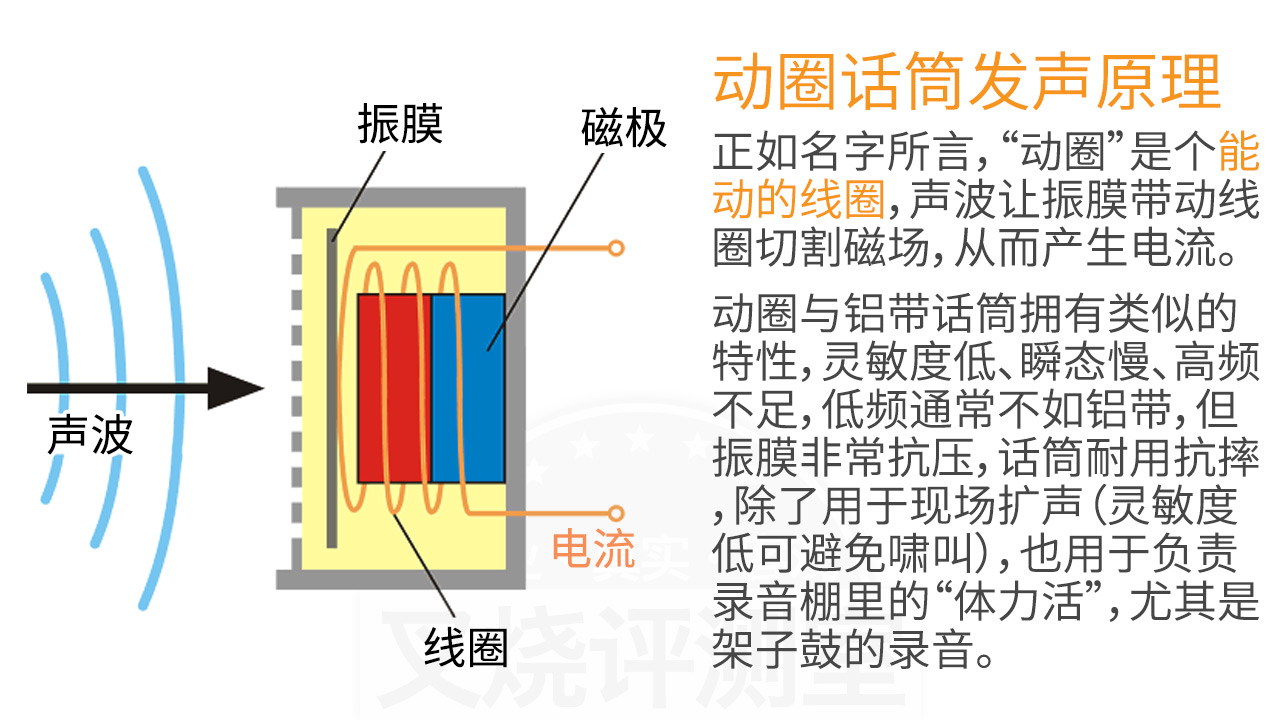 动圈话筒发声原理
振膜
磁极
正如名字所言，“动圈”是个能
动的线圈，声波让振膜带动线
圈切割磁场，从而产生电流。
动圈与铝带话筒拥有类似的
特性，灵敏度低、瞬态慢、高频
不足，低频通常不如铝带，但
振膜非常抗压，话筒耐用抗摔
，除了用于现场扩声（灵敏度
低可避免啸叫），也用于负责
录音棚里的“体力活”，尤其是
架子鼓的录音。
声波
电流
线圈
叉烧评测室